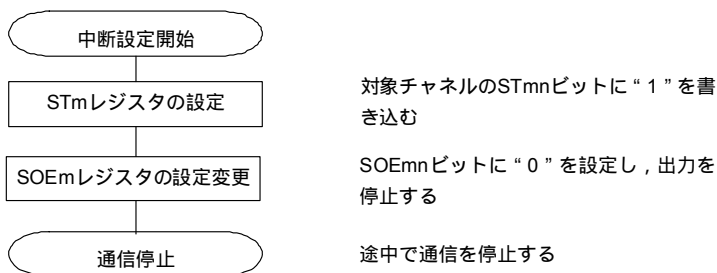 中断設定開始
STmレジスタの設定
対象チャネルのSTmnビットに“1”を書
き込む
SOEmレジスタの設定変更
SOEmnビットに“0”を設定し，出力を
停止する
通信停止
途中で通信を停止する